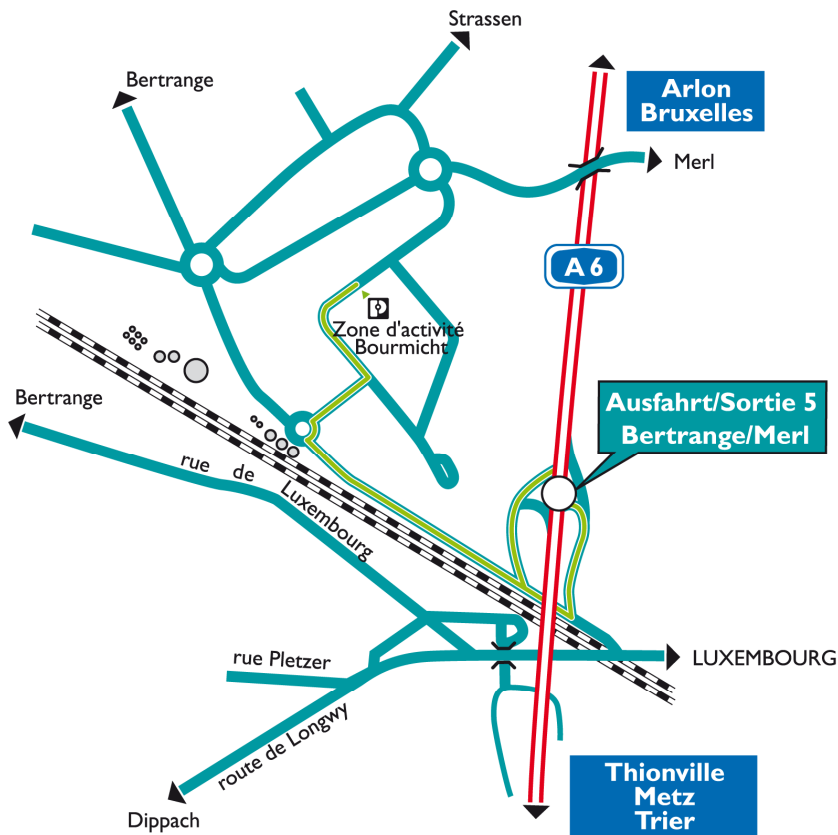 Strassen
Bertrange
Arlon
Bruxelles
Merl
A 6
Zone d'activité
Bourmicht
Bertrange
Ausfahrt/Sortie 5
Bertrange/Merl
rue de
Luxembourg
rue Pletzer
LUXEMBOURG
route de Longwy
Thionville
Metz
Trier
Dippach